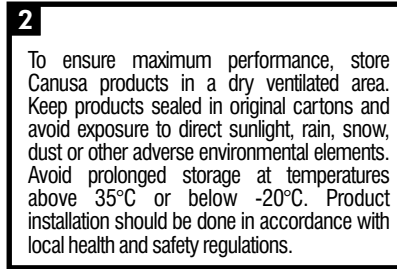 2
To ensure maximum performance, store
Canusa products in a dry ventilated area.
Keep products sealed in original cartons and
avoid exposure to direct sunlight, rain, snow,
dust or other adverse environmental elements.
Avoid prolonged storage at temperatures
above 35°C or below -20°C. Product
installation should be done in accordance with
local health and safety regulations.